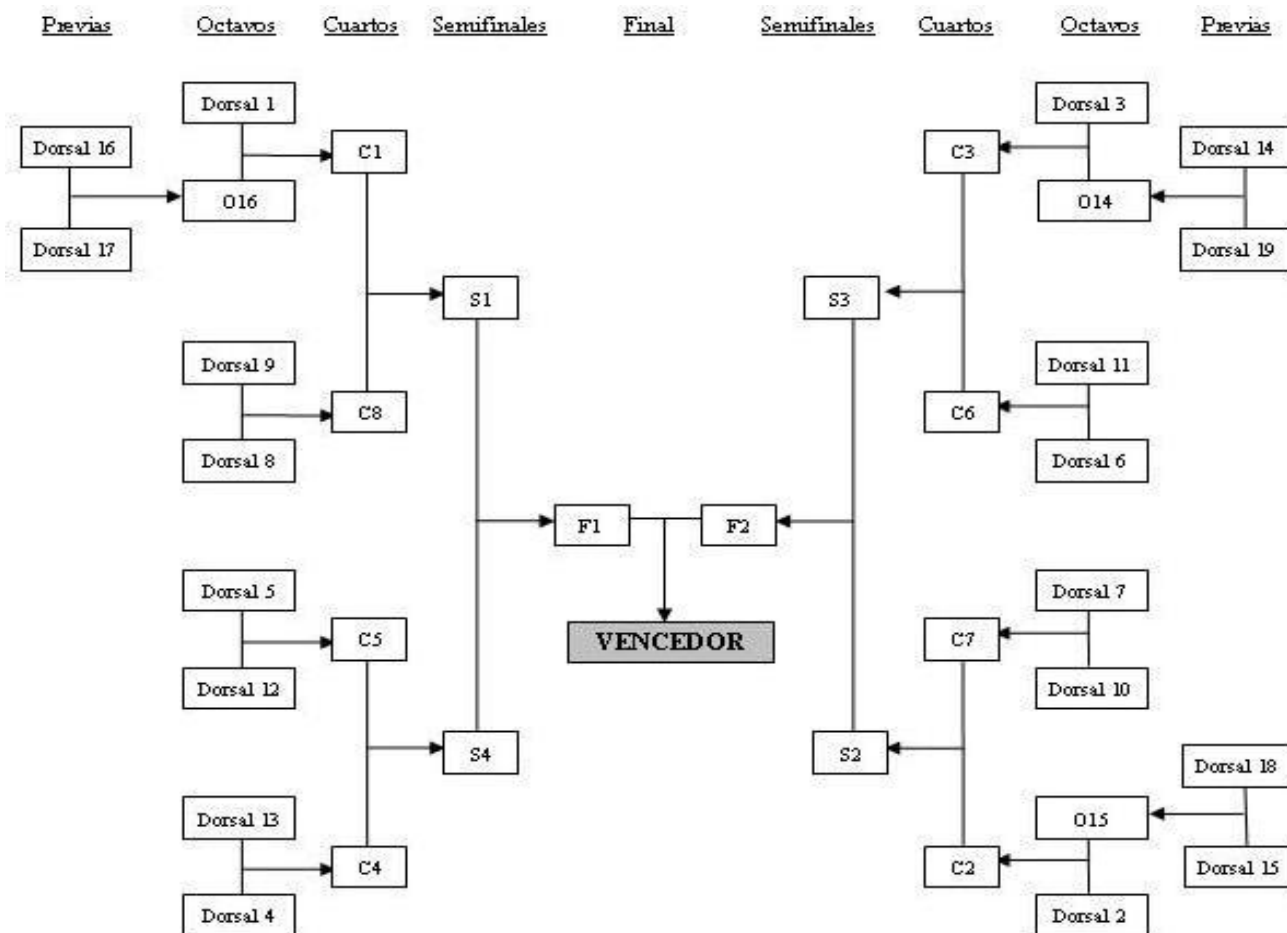 Previas Octavos Cuartos Semifinales Final Semifinales Cuartos Octavos Previas
Dorsal 1 Dorsal 3
Dorsal 16 C1 C3 Dorsal 14
O16 O14
Dorsal 17 Dorsal 19
S1 S3
Dorsal 9 Dorsal 11
C8 C6
Dorsal 8 Dorsal 6
F1 F2
Dorsal 5 Dorsal 7
C5 VENCEDOR C7
Dorsal 12 Dorsal 10
S4 S2
Dorsal 18
Dorsal 13 O15
C4 C2 Dorsal 15
Dorsal 4 Dorsal 2